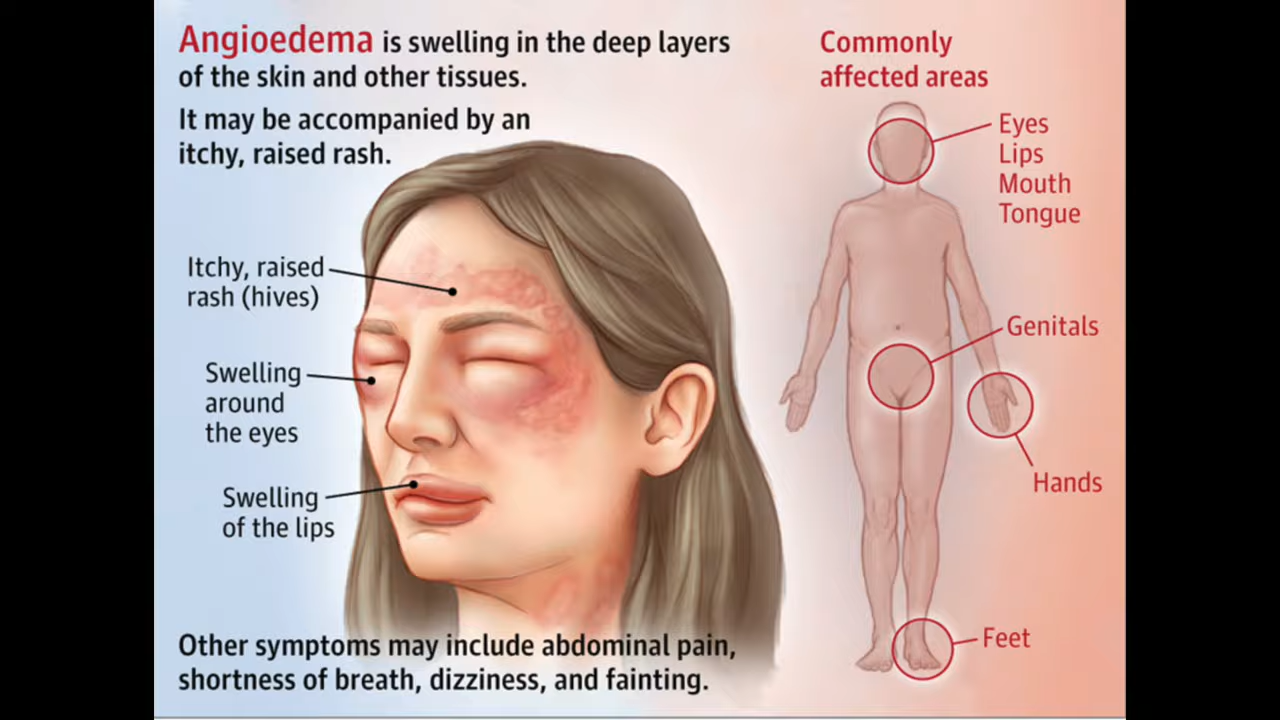 Angioedema is swelling in the deep layers
of the skin and other tissues.
It may be accompanied by an
itchy, raised rash.
Itchy, raised
rash (hives)
Swelling
around
the eyes
Swelling
of the lips
Other symptoms may include abdominal pain,
shortness of breath, dizziness, and fainting.
Commonly
affected areas
Eyes
Lips
Mouth
Tongue
Genitals
Hands
Feet